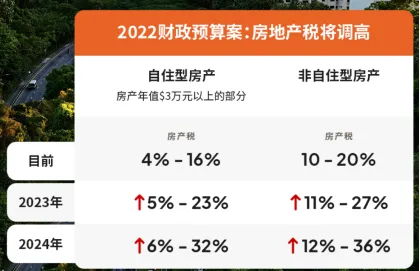 2022财政预算案:房地产税将调高
自住型房产
非自住型房产
房产年值$3万元以上的部分
房产税
房产税
目前
4% - 16%
10 - 20%
2023年
↑5% - 23%
↑11% - 27%
2024年
↑6% - 32%
↑12% - 36%